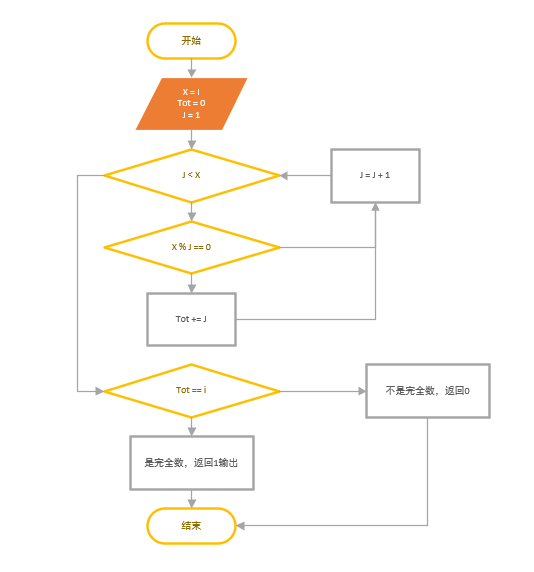 开始
X = I
Tot = 0
J = 1
J < X
J = J + 1
X % J == 0
Tot += J
Tot == i
不是完全数，返回0
是完全数，返回1输出
结束